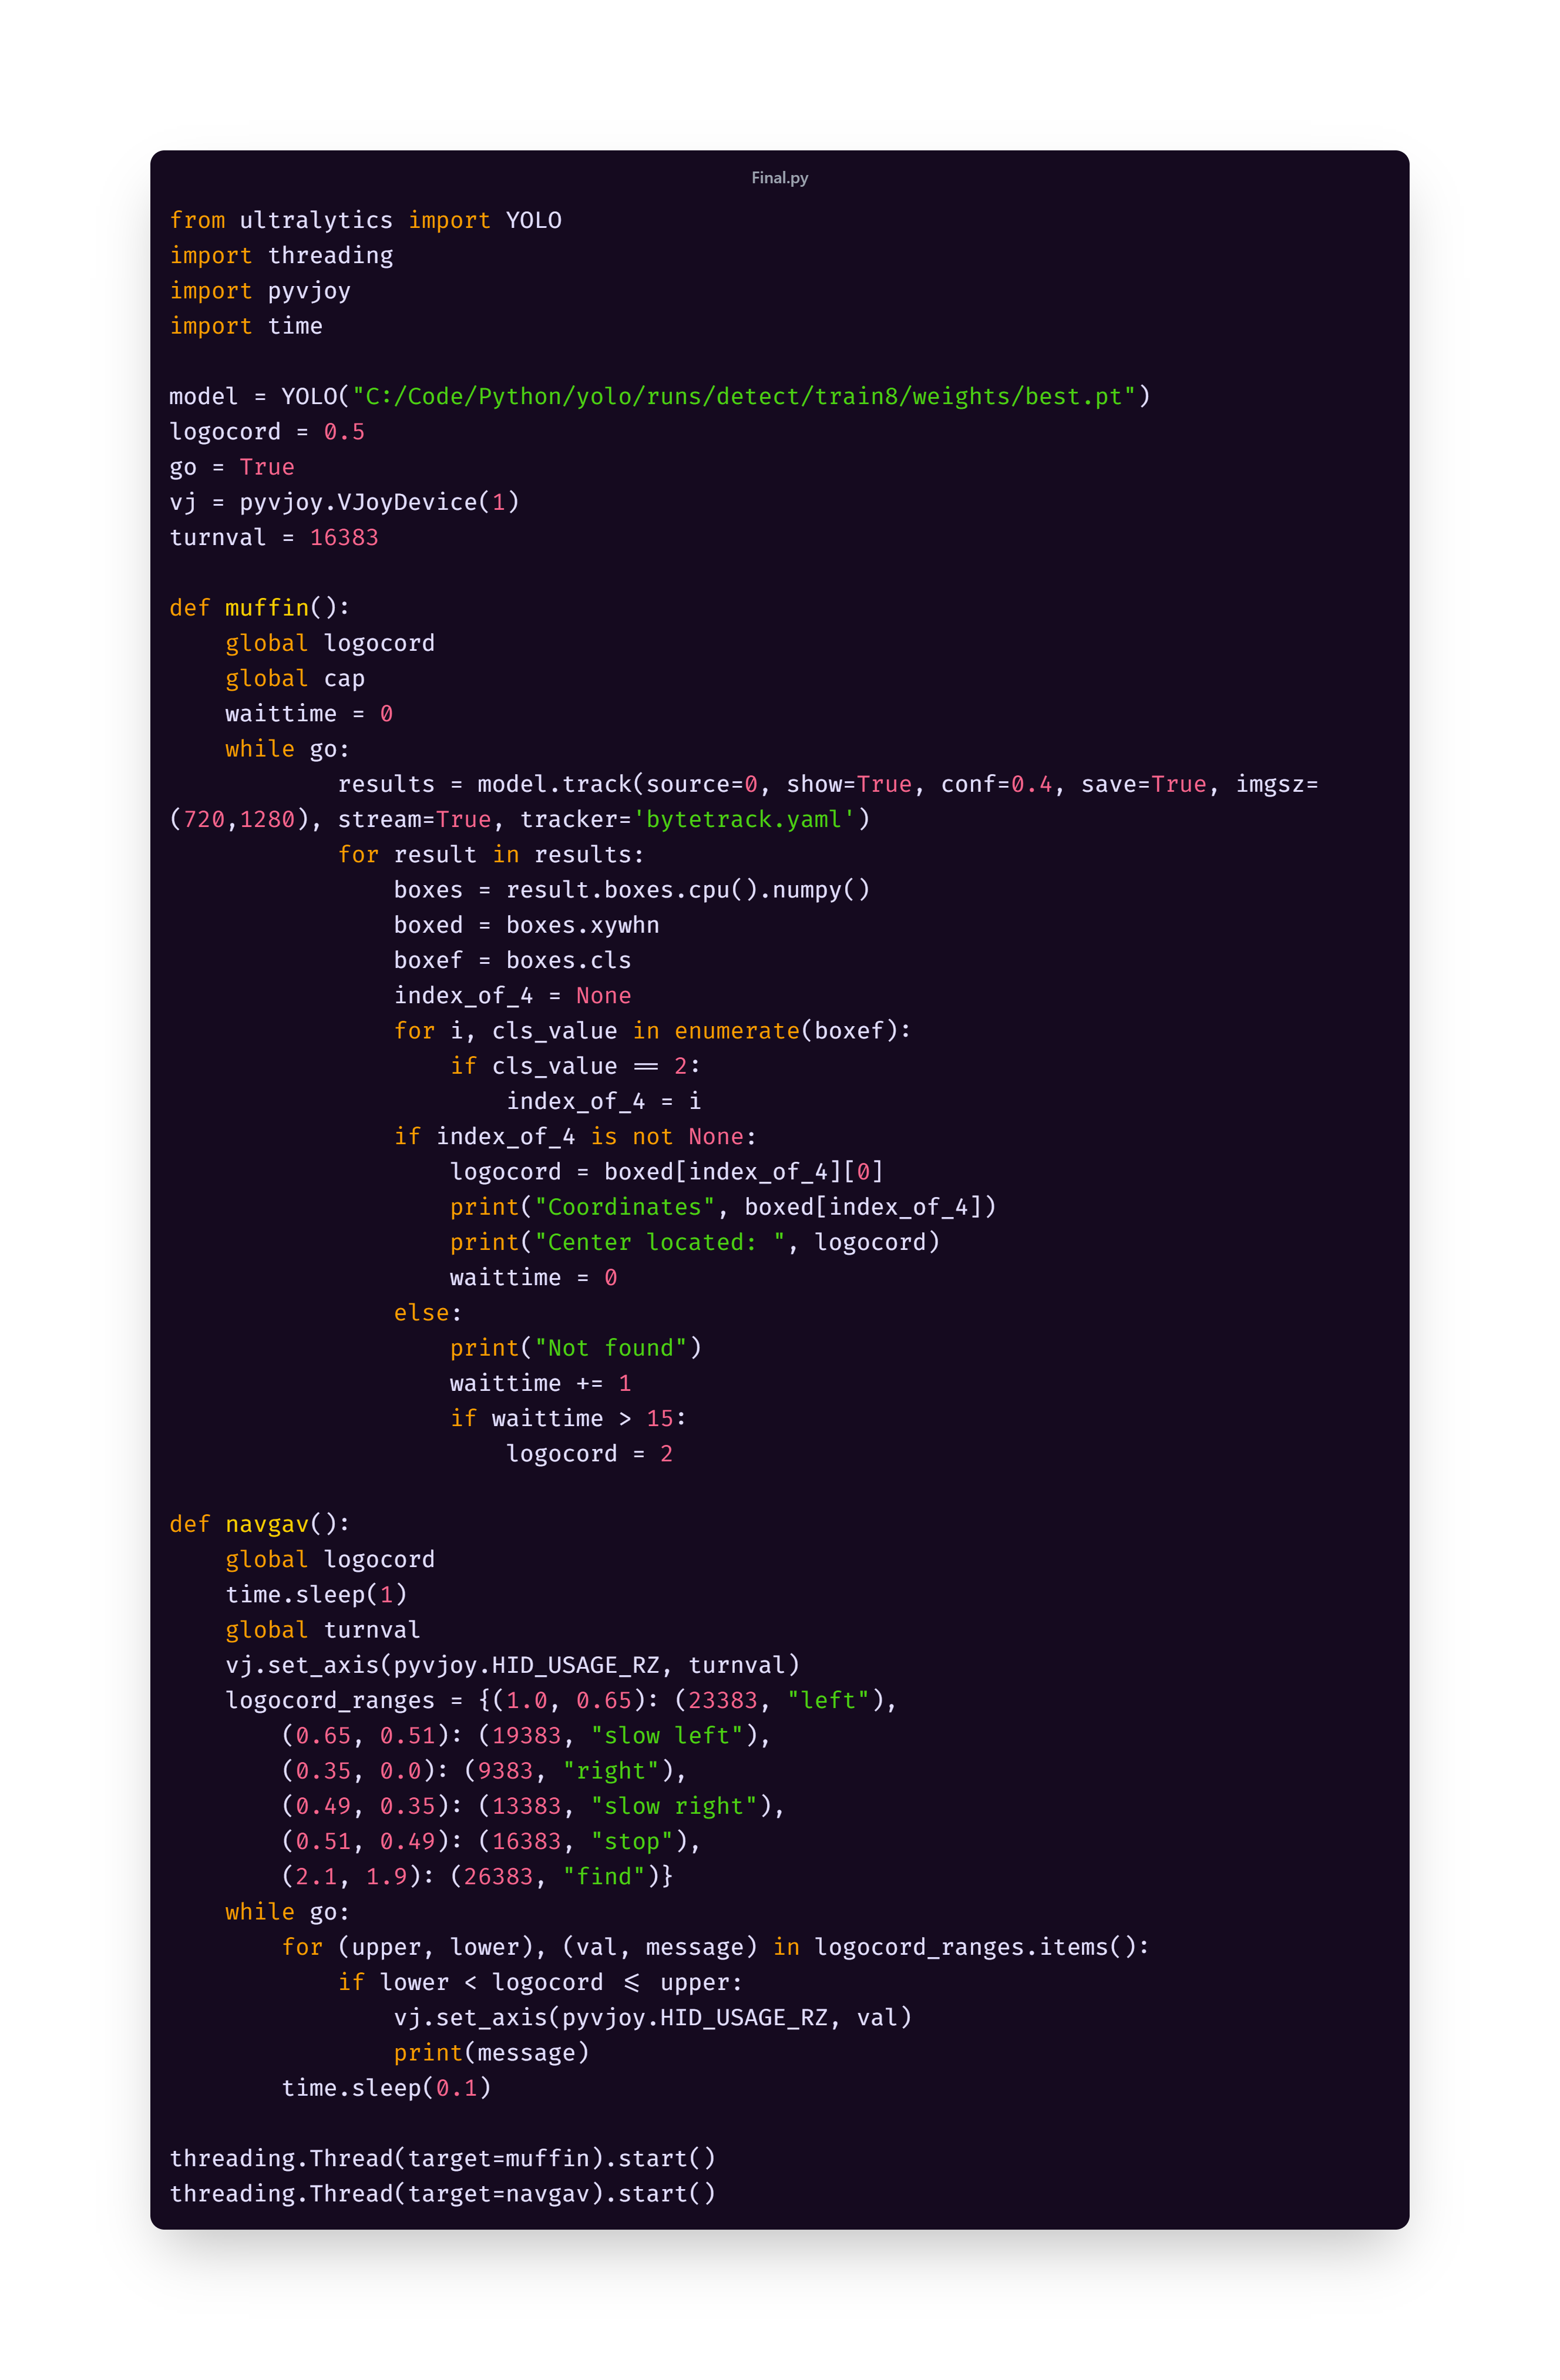 Final.py
from ultralytics import YOLO
import threading
import pyvjoy
import time

model = YOLO("C:/Code/Python/yolo/runs/detect/train8/weights/best.pt")
logocord = 0.5
go = True
vj = pyvjoy.VJoyDevice(1)
turnval = 16383

def muffin():
    global logocord
    global cap
    waittime = 0
    while go:
            results = model.track(source=0, show=True, conf=0.4, save=True, imgsz=
(720,1280), stream=True, tracker='bytetrack.yaml')
            for result in results:
                boxes = result.boxes.cpu().numpy()
                boxed = boxes.xywhn
                boxef = boxes.cls
                index_of_4 = None
                for i, cls_value in enumerate(boxef):
                    if cls_value == 2:
                        index_of_4 = i
                if index_of_4 is not None:
                    logocord = boxed[index_of_4][0]
                    print("Coordinates", boxed[index_of_4])
                    print("Center located: ", logocord)
                    waittime = 0
                else:
                    print("Not found")
                    waittime += 1
                    if waittime > 15:
                        logocord = 2

def navgav():
    global logocord
    time.sleep(1)
    global turnval
    vj.set_axis(pyvjoy.HID_USAGE_RZ, turnval)
    logocord_ranges = {(1.0, 0.65): (23383, "left"),
        (0.65, 0.51): (19383, "slow left"),
        (0.35, 0.0): (9383, "right"),
        (0.49, 0.35): (13383, "slow right"),
        (0.51, 0.49): (16383, "stop"),
        (2.1, 1.9): (26383, "find")}
    while go:
        for (upper, lower), (val, message) in logocord_ranges.items():
            if lower < logocord <= upper:
                vj.set_axis(pyvjoy.HID_USAGE_RZ, val)
                print(message)
        time.sleep(0.1)

threading.Thread(target=muffin).start()
threading.Thread(target=navgav).start()